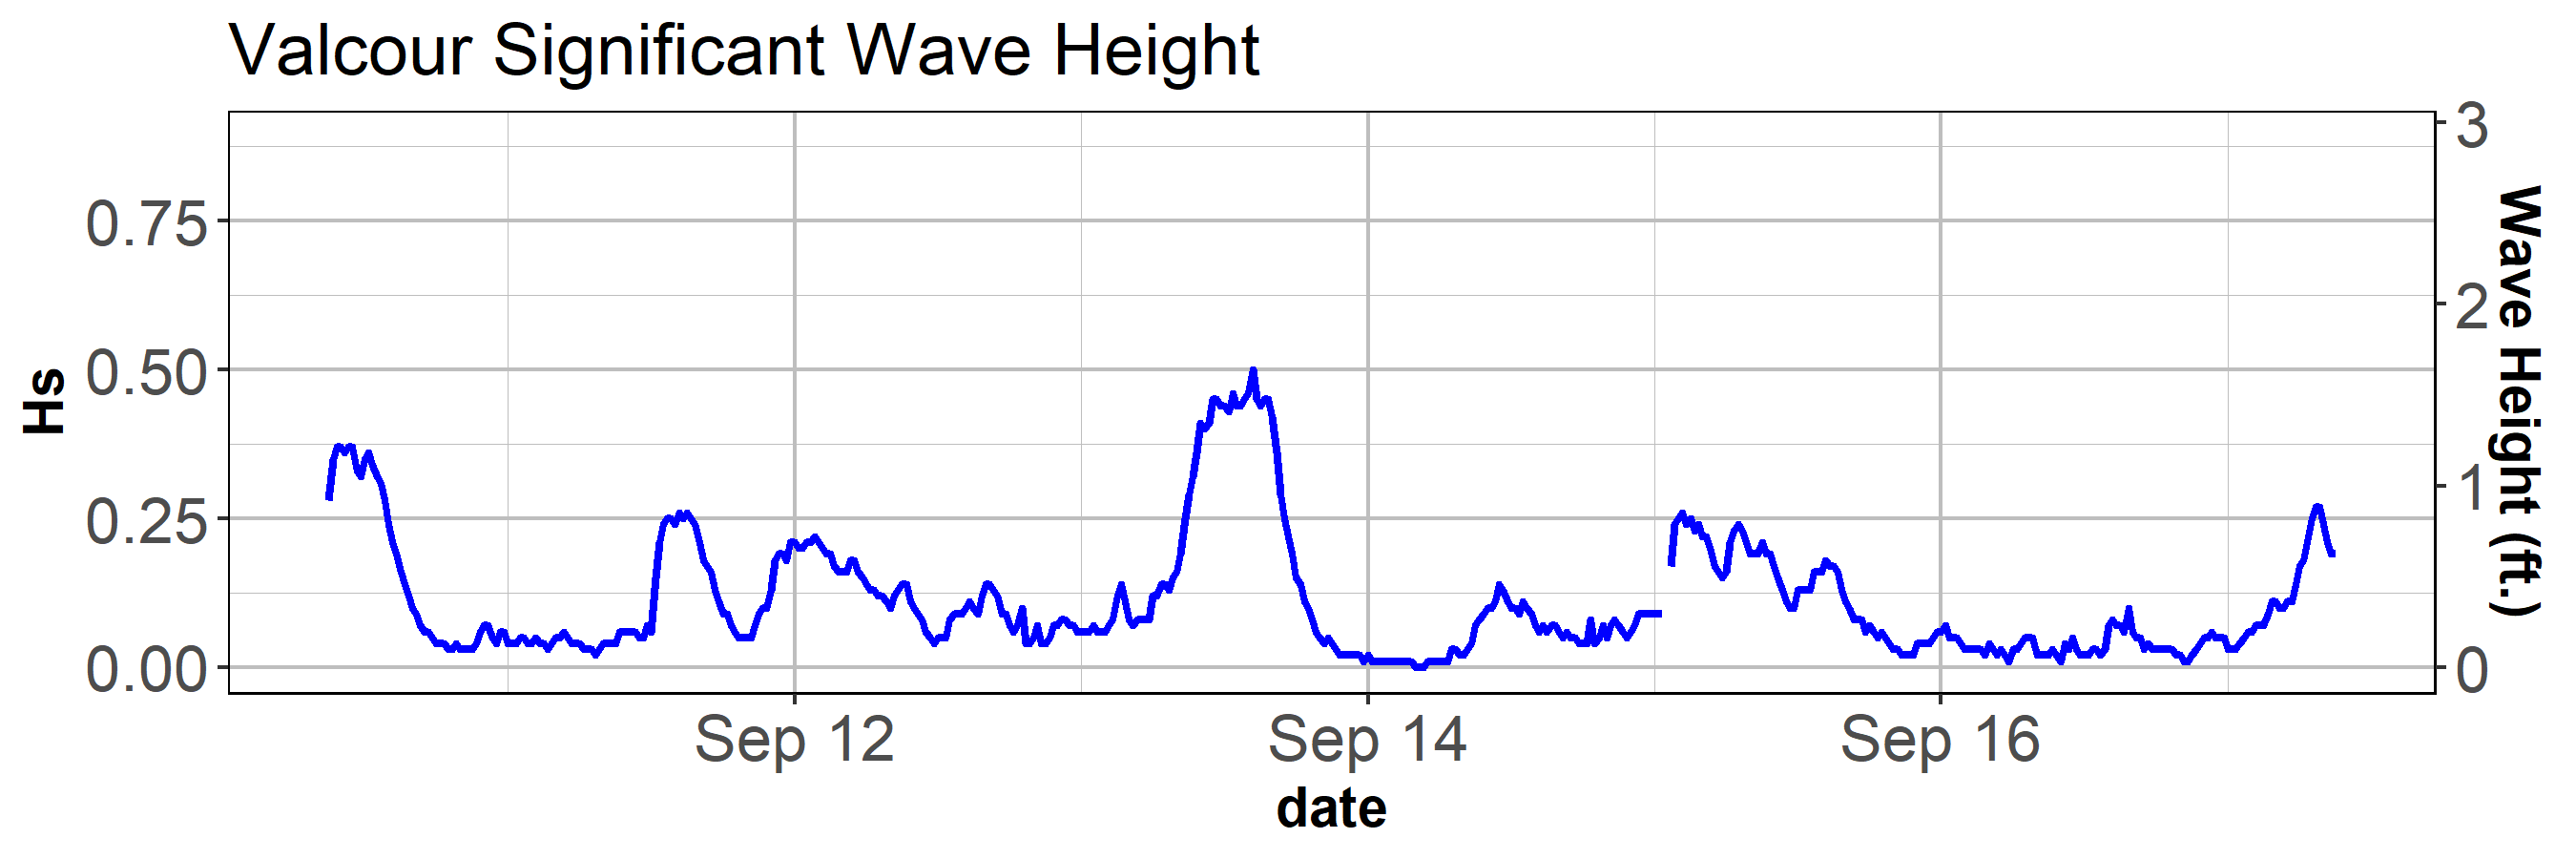 Valcour Significant Wave Height
Hs
0.75
0.50
0.25
0.00
3
2
1
0
Wave Height (ft.)
Sep 12
Sep 14
Sep 16
date